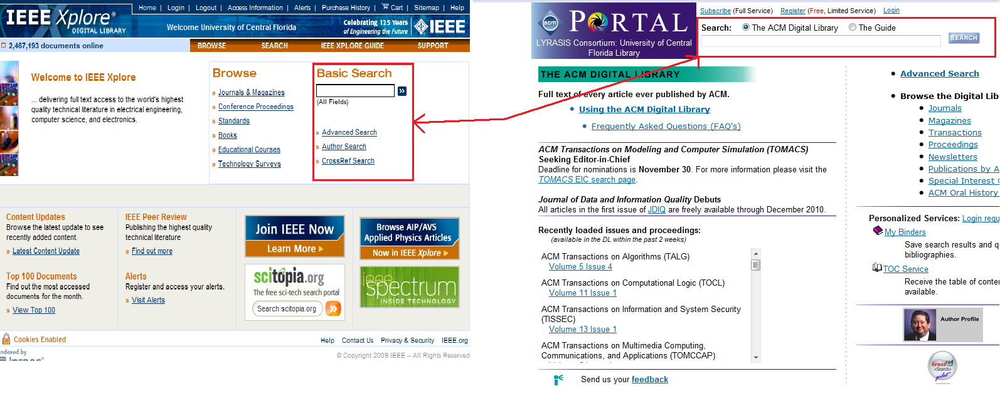 Home | Login | Logout | Access Information | Alerts | Purchase History | Cart | Sitemap | Help
IEEE Xplore®
DIGITAL LIBRARY
Welcome University of Central Florida
Celebrating 125 Years
of Engineering the Future
IEEE
2,467,193 documents online
BROWSE SEARCH IEEE XPLORE GUIDE SUPPORT
Welcome to IEEE Xplore
... delivering full text access to the world's highest
quality technical literature in electrical engineering,
computer science, and electronics.
Browse
» Journals & Magazines
» Conference Proceedings
» Standards
» Books
» Educational Courses
» Technology Surveys
Basic Search
»
(All Fields)
» Advanced Search
» Author Search
» CrossRef Search
Content Updates
Browse the latest update to see
recently added content.
» Latest Content Update
IEEE Peer Review
Publishing the highest quality
technical literature
» Find out more
Top 100 Documents
Find out the most accessed
documents for the month.
» View Top 100
Alerts
Register and access your alerts.
» Visit Alerts
Join IEEE Now
Learn More
scitopia.org
The free sci-tech search portal
Search scitopia.org »
Browse AIP/AVS
Applied Physics Articles
Now in IEEE Xplore
ieee
spectrum
INSIDE TECHNOLOGY
Cookies Enabled
Help Contact Us Privacy & Security IEEE.org
ndexed by
© Copyright 2009 IEEE – All Rights Reserved
acm
PORTAL
LYRASIS Consortium: University of Central
Florida Library
Subscribe (Full Service) Register (Free, Limited Service) Login
Search: The ACM Digital Library The Guide
SEARCH
THE ACM DIGITAL LIBRARY
Full text of every article ever published by ACM.
Using the ACM Digital Library
Frequently Asked Questions (FAQ's)
ACM Transactions on Modeling and Computer Simulation (TOMACS)
Seeking Editor-in-Chief
Deadline for nominations is November 30. For more information please visit the
TOMACS EIC search page.
Journal of Data and Information Quality Debuts
All articles in the first issue of JDIQ are freely available through December 2010.
Recently loaded issues and proceedings:
(available in the DL within the past 2 weeks)
ACM Transactions on Algorithms (TALG)
Volume 5 Issue 4
ACM Transactions on Computational Logic (TOCL)
Volume 11 Issue 1
ACM Transactions on Information and System Security
(TISSEC)
Volume 13 Issue 1
ACM Transactions on Multimedia Computing,
Communications, and Applications (TOMCCAP)
Send us your feedback
Advanced Search
Browse the Digital Lib
Journals
Magazines
Transactions
Proceedings
Newsletters
Publications by A
Special Interest
ACM Oral History
Personalized Services: Login requ
My Binders
Save search results and q
bibliographies.
TOC Service
Receive the table of conte
available.
Author Profile
crossref
<Search>
pilot